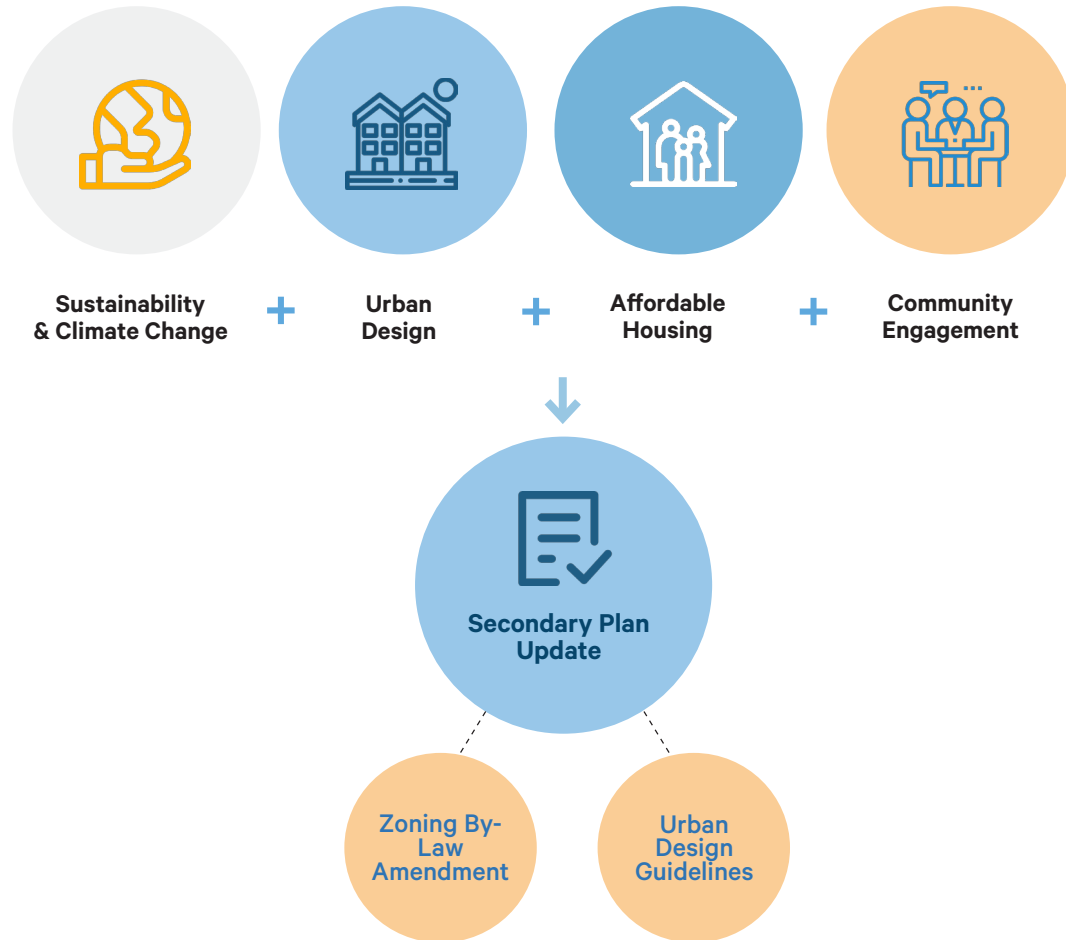 Sustainability
& Climate Change
+
Urban
Design
+
Affordable
Housing
+
Community
Engagement
Secondary Plan
Update
Zoning By-
Law
Amendment
Urban
Design
Guidelines